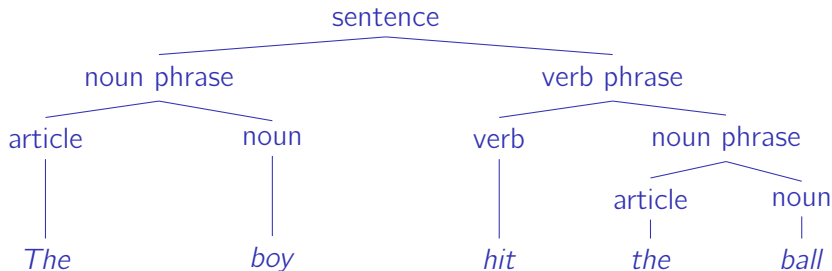 sentence
noun phrase verb phrase
article noun verb noun phrase
article noun
The boy hit the ball